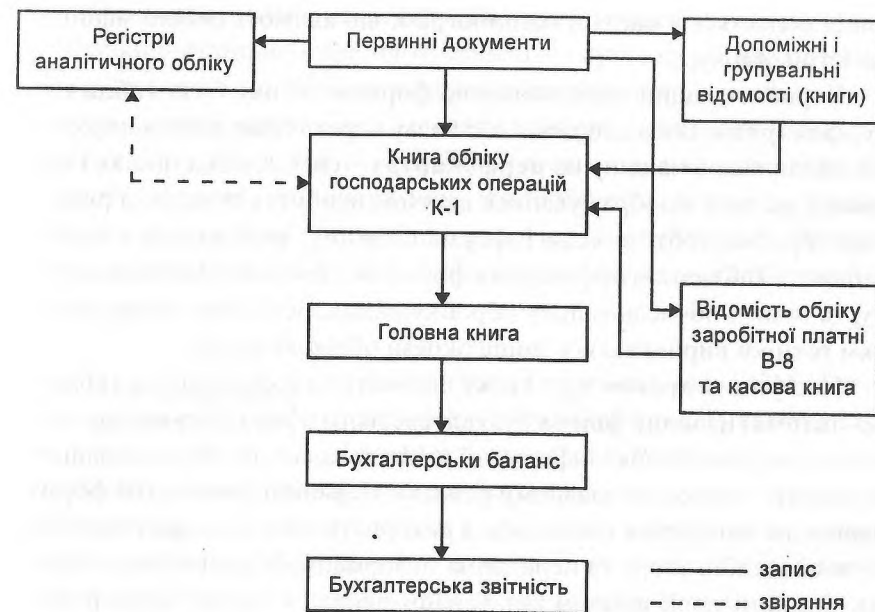 Регістри
аналітичного обліку
Первинні документи
Допоміжні і
групувальні
відомості (книги)
Книга обліку
господарських операцій
К-1
Головна книга
Відомість обліку
заробітної платні
В-8
та касова книга
Бухгалтерськи баланс
Бухгалтерська звітність
запис
звіряння